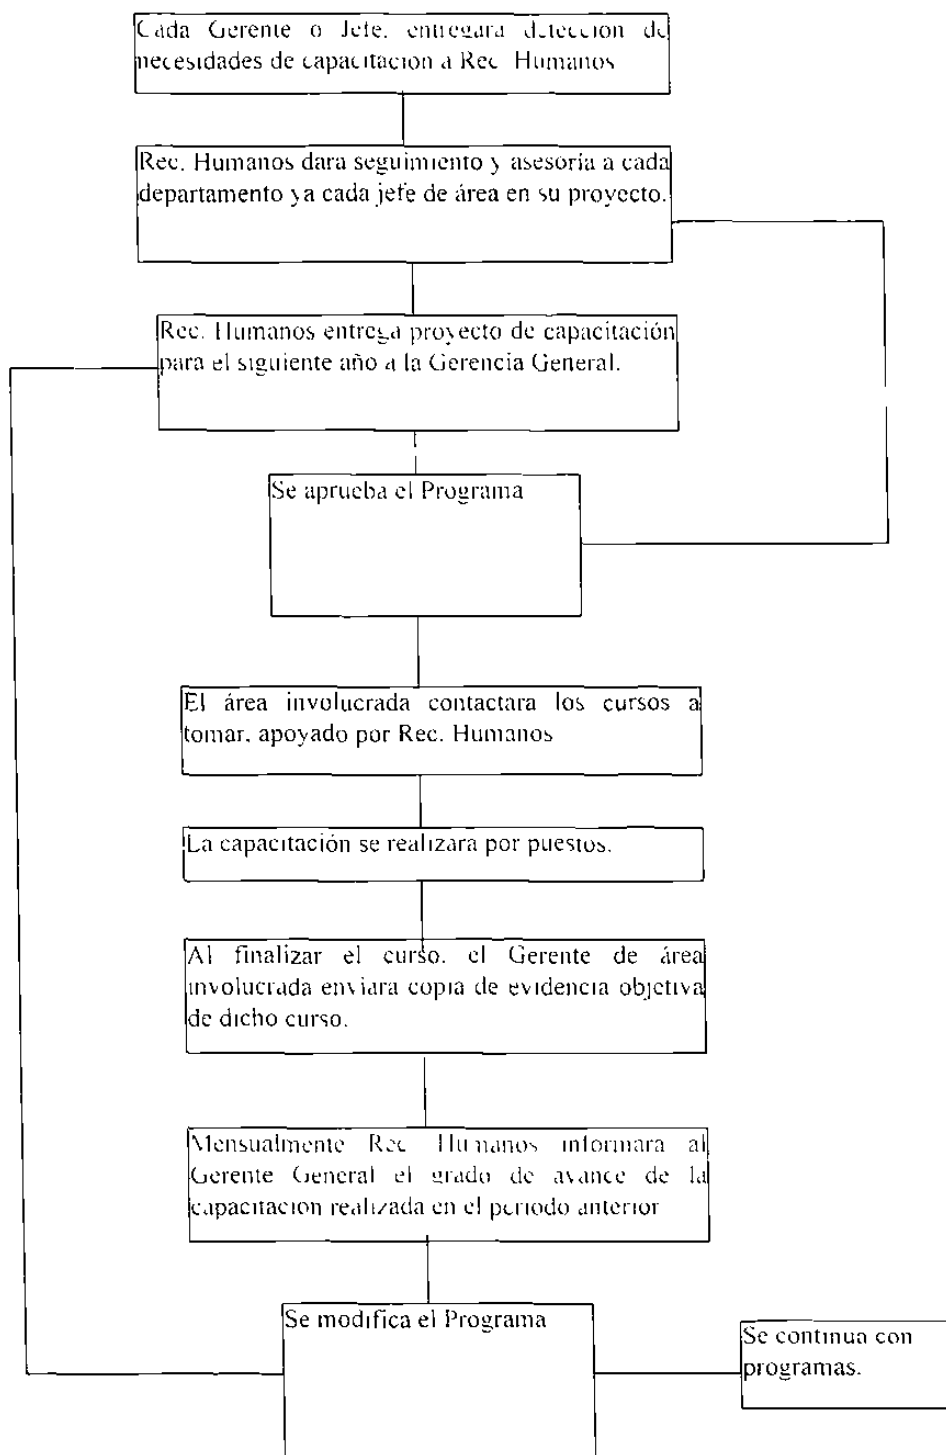 Cada Gerente o Jefe, entregara detección de
necesidades de capacitacion a Rec. Humanos
Rec. Humanos dara seguimiento y asesoría a cada
departamento ya cada jefe de área en su proyecto.
Rec. Humanos entrega proyecto de capacitación
para el siguiente año a la Gerencia General.
Se aprueba el Programa
El área involucrada contactara los cursos a
tomar, apoyado por Rec. Humanos
La capacitación se realizara por puestos.
Al finalizar el curso, el Gerente de área
involucrada enviara copia de evidencia objetiva
de dicho curso.
Mensualmente Rec. Humanos informara al
Gerente General el grado de avance de la
capacitacion realizada en el periodo anterior
Se modifica el Programa
Se continua con
programas.